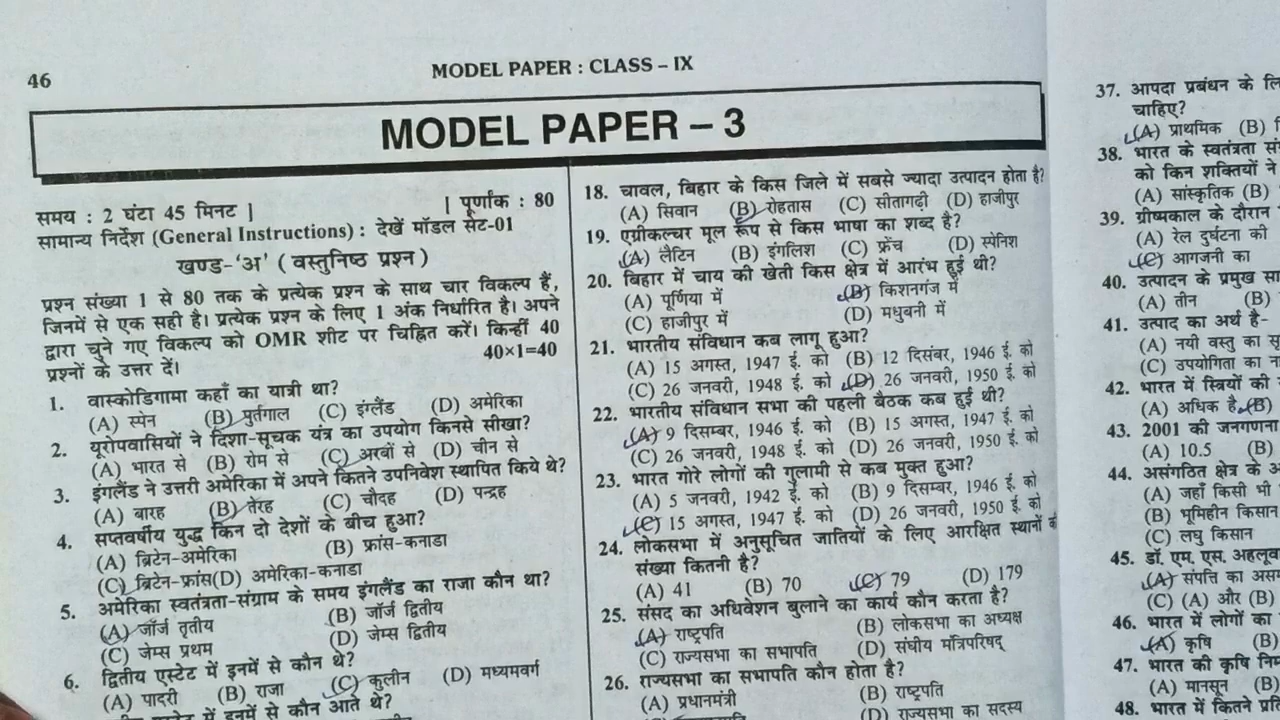 46
MODEL PAPER : CLASS – IX
MODEL PAPER – 3
समय : 2 घंटा 45 मिनट ]
[ पूर्णांक : 80
सामान्य निर्देश (General Instructions) : देखें मॉडल सेट-01
खण्ड-'अ' ( वस्तुनिष्ठ प्रश्न )
प्रश्न संख्या 1 से 80 तक के प्रत्येक प्रश्न के साथ चार विकल्प हैं,
जिनमें से एक सही है। प्रत्येक प्रश्न के लिए 1 अंक निर्धारित है। अपने
द्वारा चुने गए विकल्प को OMR शीट पर चिह्नित करें। किन्हीं 40
प्रश्नों के उत्तर दें।
40×1=40
1. वास्कोडिगामा कहाँ का यात्री था?
(A) स्पेन (B) पुर्तगाल (C) इंग्लैंड (D) अमेरिका
2. यूरोपवासियों ने दिशा-सूचक यंत्र का उपयोग किनसे सीखा?
(A) भारत से (B) रोम से (C) अरबों से (D) चीन से
3. इंगलैंड ने उत्तरी अमेरिका में अपने कितने उपनिवेश स्थापित किये थे?
(A) बारह (B) तेरह (C) चौदह (D) पन्द्रह
4. सप्तवर्षीय युद्ध किन दो देशों के बीच हुआ?
(A) ब्रिटेन-अमेरिका (B) फ्रांस-कनाडा
(C) ब्रिटेन-फ्रांस(D) अमेरिका-कनाडा
5. अमेरिका स्वतंत्रता-संग्राम के समय इंगलैंड का राजा कौन था?
(A) जॉर्ज तृतीय (B) जॉर्ज द्वितीय
(C) जेम्स प्रथम (D) जेम्स द्वितीय
6. द्वितीय एस्टेट में इनमें से कौन थे?
(A) पादरी (B) राजा (C) कुलीन (D) मध्यमवर्ग
एस्टेट में इनमें से कौन आते थे?
18. चावल, बिहार के किस जिले में सबसे ज्यादा उत्पादन होता है?
(A) सिवान (B) रोहतास (C) सीतागढ़ी (D) हाजीपुर
19. एग्रीकल्चर मूल रूप से किस भाषा का शब्द है?
(A) लैटिन (B) इंगलिश (C) फ्रेंच (D) स्पेनिश
20. बिहार में चाय की खेती किस क्षेत्र में आरंभ हुई थी?
(A) पूर्णिया में (B) किशनगंज में
(C) हाजीपुर में (D) मधुबनी में
21. भारतीय संविधान कब लागू हुआ?
(A) 15 अगस्त, 1947 ई. को (B) 12 दिसंबर, 1946 ई. को
(C) 26 जनवरी, 1948 ई. को (D) 26 जनवरी, 1950 ई. को
22. भारतीय संविधान सभा की पहली बैठक कब हुई थी?
(A) 9 दिसम्बर, 1946 ई. को (B) 15 अगस्त, 1947 ई. को
(C) 26 जनवरी, 1948 ई. को (D) 26 जनवरी, 1950 ई. को
23. भारत गोरे लोगों की गुलामी से कब मुक्त हुआ?
(A) 5 जनवरी, 1942 ई. को (B) 9 दिसम्बर, 1946 ई. को
(C) 15 अगस्त, 1947 ई. को (D) 26 जनवरी, 1950 ई. को
24. लोकसभा में अनुसूचित जातियों के लिए आरक्षित स्थानों
संख्या कितनी है?
(A) 41 (B) 70 (C) 79 (D) 179
25. संसद का अधिवेशन बुलाने का कार्य कौन करता है?
(A) राष्ट्रपति (B) लोकसभा का अध्यक्ष
(C) राज्यसभा का सभापति (D) संघीय मंत्रिपरिषद्
26. राज्यसभा का सभापति कौन होता है?
(A) प्रधानमंत्री (B) राष्ट्रपति
(D) राज्यसभा का सदस्य
37. आपदा प्रबंधन के
चाहिए?
(A) प्राथमिक (B)
38. भारत के स्वतंत्रता
को किन शक्तियों ने
(A) सांस्कृतिक (B)
39. ग्रीष्मकाल के दौरान
(A) रेल दुर्घटना की
(C) आगजनी का
40. उत्पादन के प्रमुख
(A) तीन (B)
41. उत्पाद का अर्थ है-
(A) नयी वस्तु का
(C) उपयोगिता का
42. भारत में स्त्रियों की
(A) अधिक है (B)
43. 2001 की जनगणना
(A) 10.5 (B)
44. असंगठित क्षेत्र के
(A) जहाँ किसी भी
(B) भूमिहीन किसान
(C) लघु किसान
45. डॉ. एम. एस. अहलूवा
(A) संपत्ति का
(C) (A) और (B)
46. भारत में लोगों का
(A) कृषि (B)
47. भारत की कृषि
(A) मानसून (B)
48. भारत में कितने